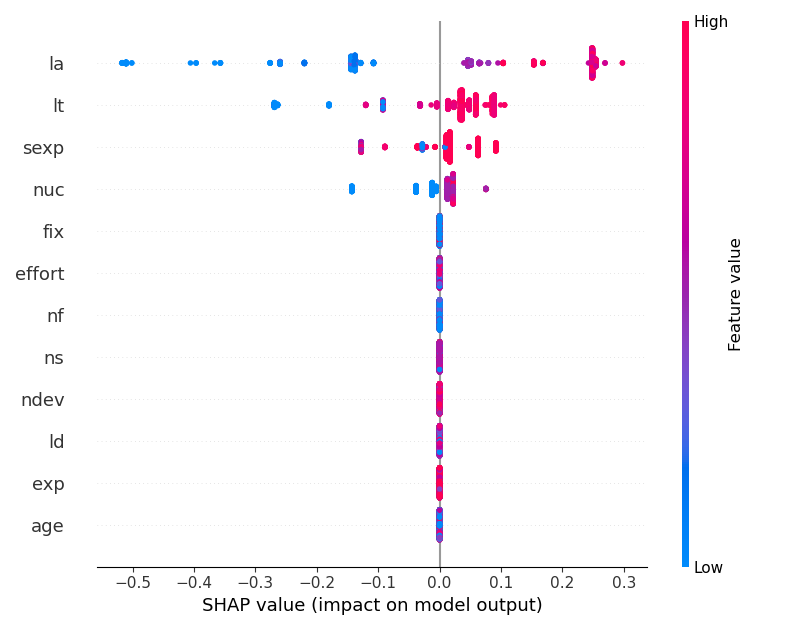 High
la
lt
sexp
nuc
fix
effort
nf
ns
ndev
ld
exp
age
Feature value
Low
−0.5 −0.4 −0.3 −0.2 −0.1 0.0 0.1 0.2 0.3
SHAP value (impact on model output)